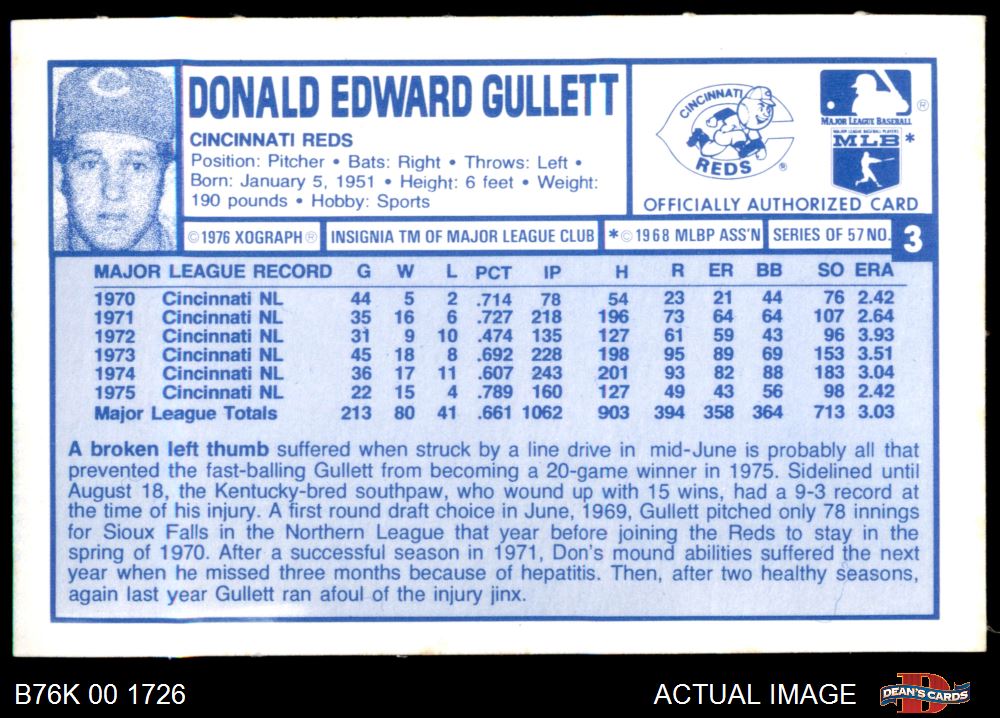 DONALD EDWARD GULLETT
CINCINNATI REDS
Position: Pitcher • Bats: Right • Throws: Left •
Born: January 5, 1951 • Height: 6 feet • Weight:
190 pounds • Hobby: Sports
CINCINNATI
REDS ®
MAJOR LEAGUE BASEBALL ®
MAJOR LEAGUE BASEBALL PLAYERS
MLB *
OFFICIALLY AUTHORIZED CARD
©1976 XOGRAPH® INSIGNIA TM OF MAJOR LEAGUE CLUB *©1968 MLBP ASS'N SERIES OF 57 NO. 3
MAJOR LEAGUE RECORD G W L PCT IP H R ER BB SO ERA
1970 Cincinnati NL 44 5 2 .714 78 54 23 21 44 76 2.42
1971 Cincinnati NL 35 16 6 .727 218 196 73 64 64 107 2.64
1972 Cincinnati NL 31 9 10 .474 135 127 61 59 43 96 3.93
1973 Cincinnati NL 45 18 8 .692 228 198 95 89 69 153 3.51
1974 Cincinnati NL 36 17 11 .607 243 201 93 82 88 183 3.04
1975 Cincinnati NL 22 15 4 .789 160 127 49 43 56 98 2.42
Major League Totals 213 80 41 .661 1062 903 394 358 364 713 3.03
A broken left thumb suffered when struck by a line drive in mid-June is probably all that
prevented the fast-balling Gullett from becoming a 20-game winner in 1975. Sidelined until
August 18, the Kentucky-bred southpaw, who wound up with 15 wins, had a 9-3 record at
the time of his injury. A first round draft choice in June, 1969, Gullett pitched only 78 innings
for Sioux Falls in the Northern League that year before joining the Reds to stay in the
spring of 1970. After a successful season in 1971, Don's mound abilities suffered the next
year when he missed three months because of hepatitis. Then, after two healthy seasons,
again last year Gullett ran afoul of the injury jinx.
B76K 00 1726 ACTUAL IMAGE DEAN'S CARDS